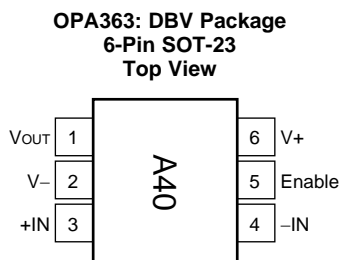 OPA363: DBV Package
6-Pin SOT-23
Top View
VOUT 1
V− 2
+IN 3
A40
6 V+
5 Enable
4 −IN